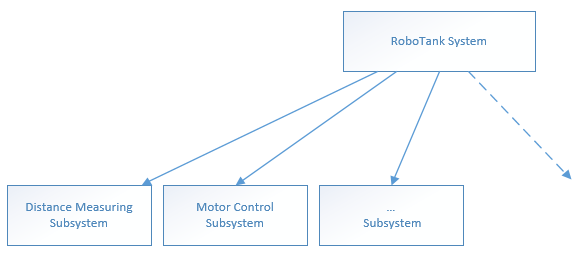 RoboTank System
Distance Measuring
Subsystem
Motor Control
Subsystem
...
Subsystem